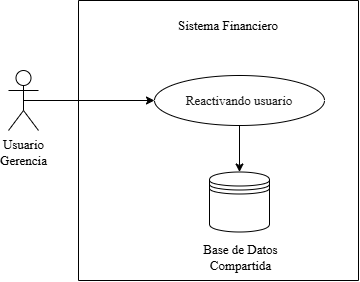 Sistema Financiero
Reactivando usuario
Usuario
Gerencia
Base de Datos
Compartida